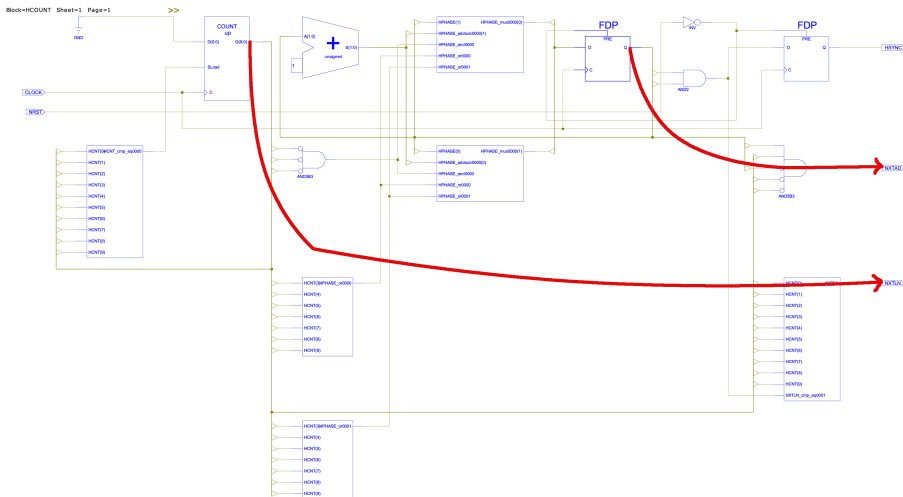 Block=HCOUNT Sheet=1 Page=1 >>
GND
COUNT
up
D(9:0) Q(9:0)
SLoad
C
A(1:0)
+
S(1:0)
unsigned
1
HPHASE(1) HPHASE_mux0000(0)
HPHASE_addsub0000(1)
HPHASE_and0000
HPHASE_or0000
HPHASE_or0001
FDP
PRE
D Q
C
INV
AND2
FDP
PRE
D Q
C
HSYNC
CLOCK
NRST
HCNT(0)HCNT_cmp_eq0000
HCNT(1)
HCNT(2)
HCNT(3)
HCNT(4)
HCNT(5)
HCNT(6)
HCNT(7)
HCNT(8)
HCNT(9)
AND3B3
HPHASE(0) HPHASE_mux0000(1)
HPHASE_addsub0000(0)
HPHASE_and0000
HPHASE_or0000
HPHASE_or0001
NXTAD
HCNT(3)HPHASE_or0000
HCNT(4)
HCNT(5)
HCNT(6)
HCNT(7)
HCNT(8)
HCNT(9)
NXTLN
HCNT(1)
HCNT(2)
HCNT(3)
HCNT(4)
HCNT(5)
HCNT(6)
HCNT(7)
HCNT(8)
HCNT(9)
NXTLN_cmp_eq0001
HCNT(3)HPHASE_or0001
HCNT(4)
HCNT(5)
HCNT(6)
HCNT(7)
HCNT(8)
HCNT(9)